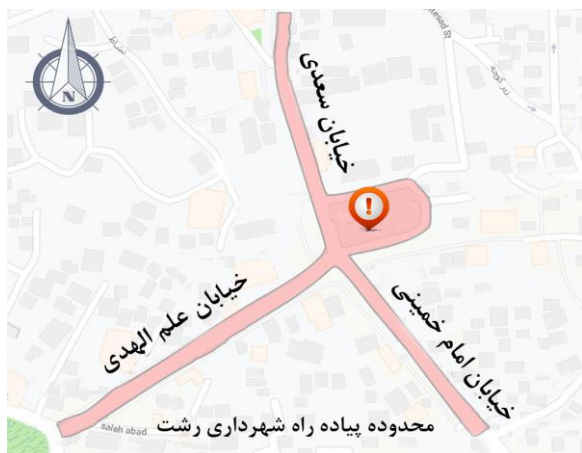 N
خیابان سعدی
خیابان علم الهدی
خیابان امام خمینی
saleh abad
محدوده پیاده راه شهرداری رشت